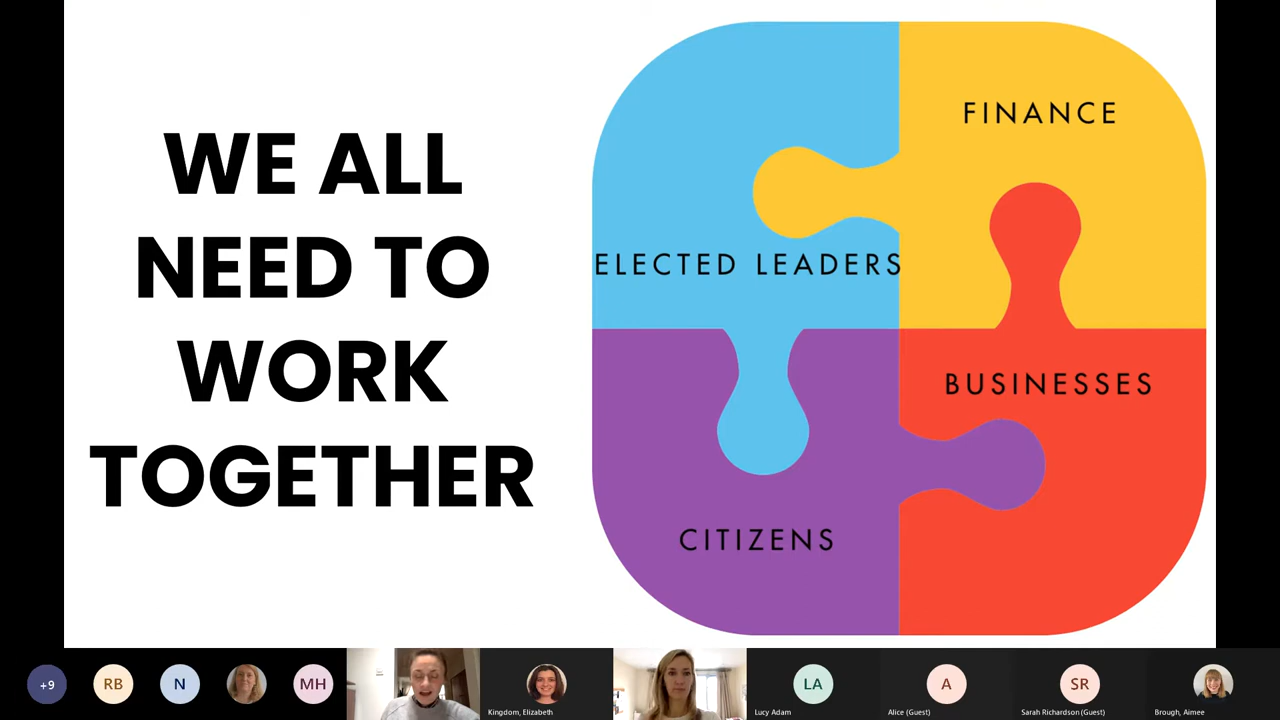 WE ALL
NEED TO
WORK
TOGETHER
FINANCE
ELECTED LEADERS
BUSINESSES
CITIZENS
+9
RB
N
MH
Kingdom, Elizabeth
LA
Lucy Adam
A
Alice (Guest)
SR
Sarah Richardson (Guest)
Brough, Aimee